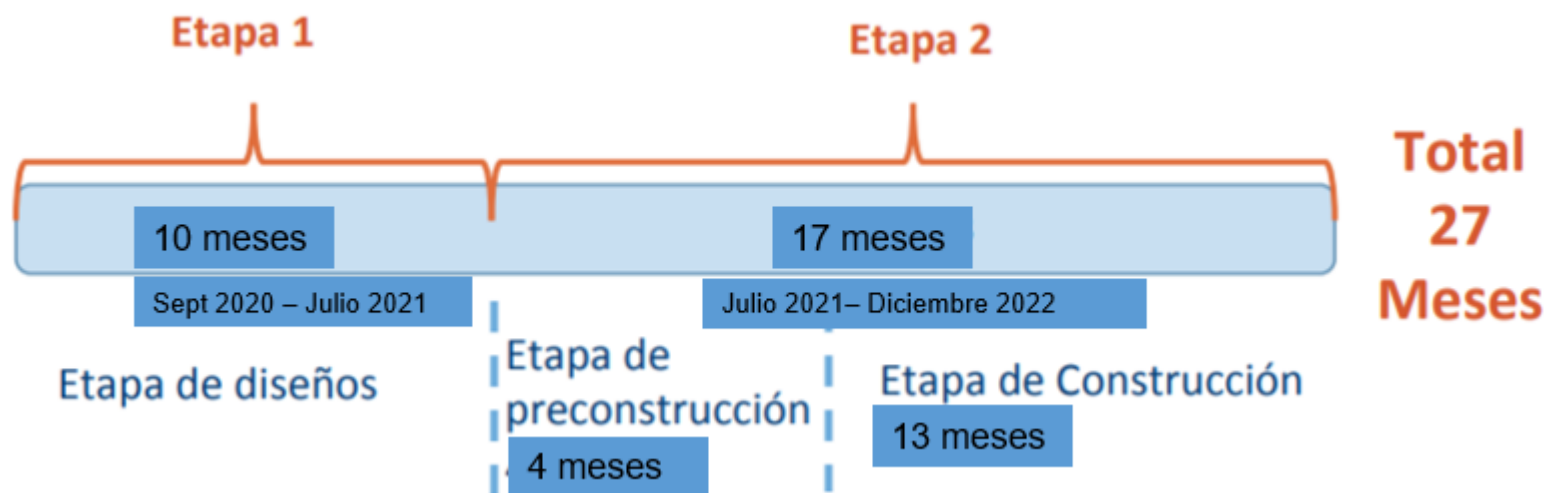 Etapa 1
Etapa 2
Total
27
Meses
10 meses
17 meses
Sept 2020 – Julio 2021
Julio 2021– Diciembre 2022
Etapa de diseños
Etapa de
preconstrucción
4 meses
Etapa de Construcción
13 meses